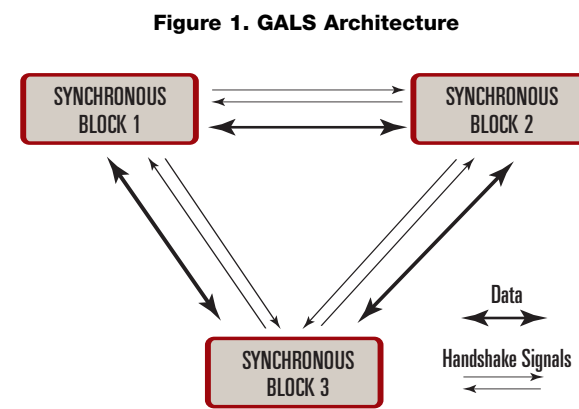 Figure 1. GALS Architecture
SYNCHRONOUS
BLOCK 1
SYNCHRONOUS
BLOCK 2
SYNCHRONOUS
BLOCK 3
Data
Handshake Signals